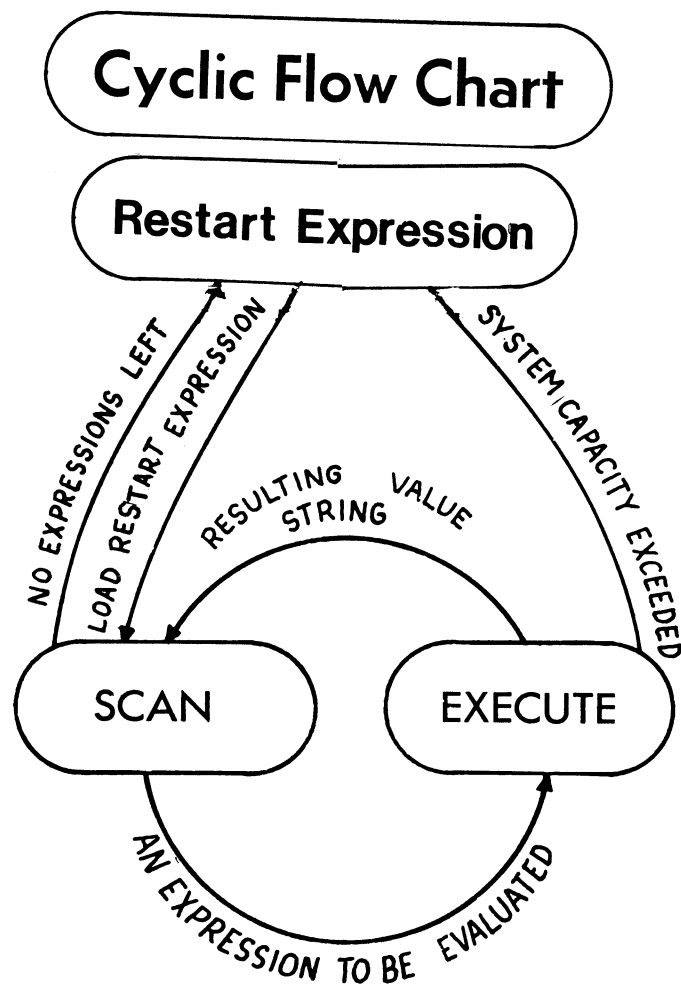 Cyclic Flow Chart
Restart Expression
NO EXPRESSIONS LEFT
LOAD RESTART EXPRESSION
SYSTEM CAPACITY EXCEEDED
RESULTING VALUE
STRING
SCAN
EXECUTE
AN EXPRESSION TO BE EVALUATED